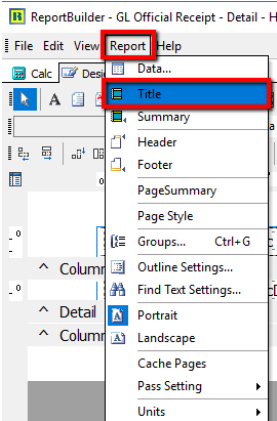 ReportBuilder - GL Official Receipt - Detail - H
File Edit View Report Help
Calc Desi
Data...
Title
Summary
Header
Footer
PageSummary
Page Style
Groups... Ctrl+G
Outline Settings...
Find Text Settings...
Portrait
Landscape
Cache Pages
Pass Setting
Units
^ Column
^ Detail
^ Column